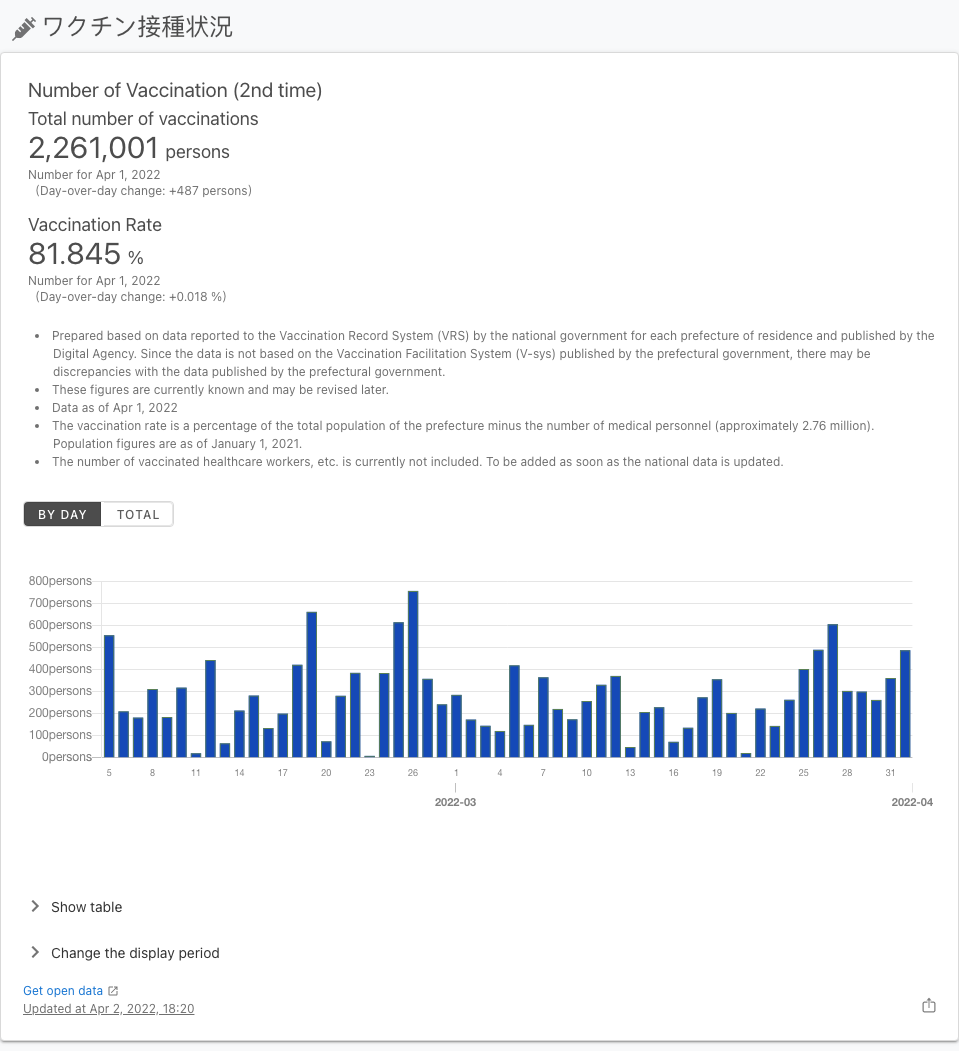 ワクチン接種状況
Number of Vaccination (2nd time)
Total number of vaccinations
2,261,001 persons
Number for Apr 1, 2022
(Day-over-day change: +487 persons)
Vaccination Rate
81.845 %
Number for Apr 1, 2022
(Day-over-day change: +0.018 %)
• Prepared based on data reported to the Vaccination Record System (VRS) by the national government for each prefecture of residence and published by the
Digital Agency. Since the data is not based on the Vaccination Facilitation System (V-sys) published by the prefectural government, there may be
discrepancies with the data published by the prefectural government.
• These figures are currently known and may be revised later.
• Data as of Apr 1, 2022
• The vaccination rate is a percentage of the total population of the prefecture minus the number of medical personnel (approximately 2.76 million).
Population figures are as of January 1, 2021.
• The number of vaccinated healthcare workers, etc. is currently not included. To be added as soon as the national data is updated.
BY DAY TOTAL
800persons
700persons
600persons
500persons
400persons
300persons
200persons
100persons
0persons
5 8 11 14 17 20 23 26 1 4 7 10 13 16 19 22 25 28 31
2022-03 2022-04
Show table
Change the display period
Get open data
Updated at Apr 2, 2022, 18:20